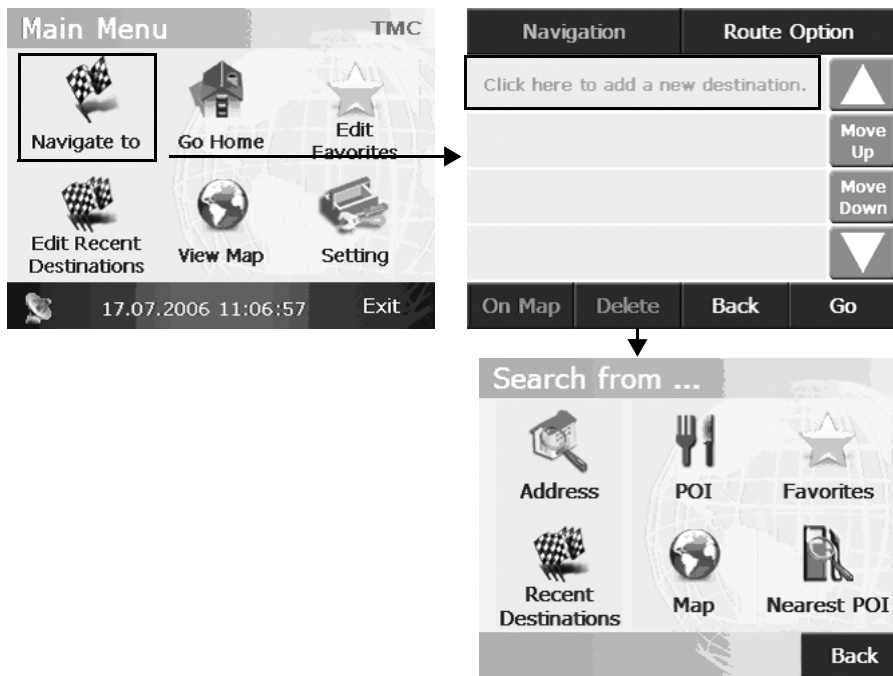 Main Menu TMC
Navigate to
Go Home
Edit
Favorites
Edit Recent
Destinations
View Map
Setting
17.07.2006 11:06:57 Exit
Navigation Route Option
Click here to add a new destination.
Move
Up
Move
Down
On Map Delete Back Go
Search from ...
Address
POI
Favorites
Recent
Destinations
Map
Nearest POI
Back